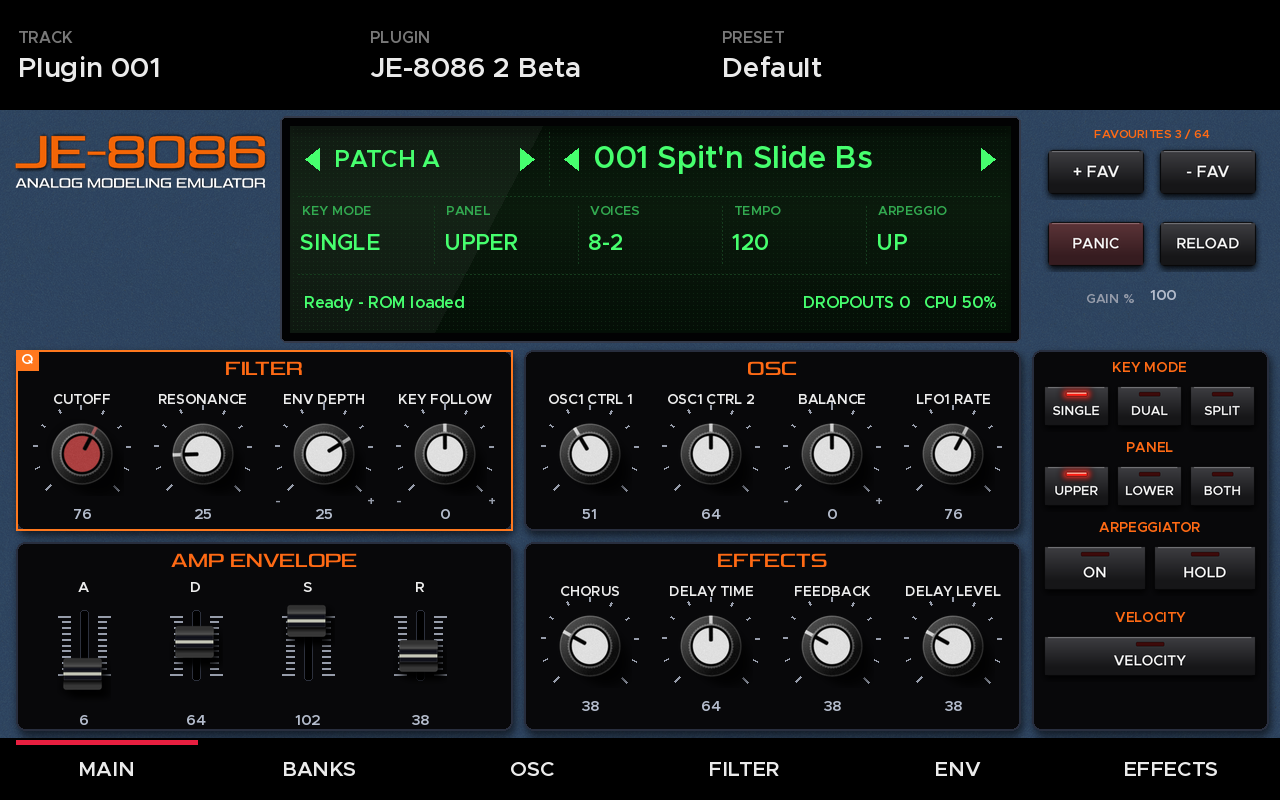 TRACK PLUGIN PRESET
Plugin 001 JE-8086 2 Beta Default
JE-8086
ANALOG MODELING EMULATOR
PATCH A 001 Spit'n Slide Bs
KEY MODE PANEL VOICES TEMPO ARPEGGIO
SINGLE UPPER 8-2 120 UP
Ready - ROM loaded DROPOUTS 0 CPU 50%
FAVOURITES 3 / 64
+ FAV - FAV
PANIC RELOAD
GAIN % 100
Q
FILTER
CUTOFF RESONANCE ENV DEPTH KEY FOLLOW
- + - +
76 25 25 0
OSC
OSC1 CTRL 1 OSC1 CTRL 2 BALANCE LFO1 RATE
- +
51 64 0 76
KEY MODE
SINGLE DUAL SPLIT
PANEL
UPPER LOWER BOTH
ARPEGGIATOR
ON HOLD
VELOCITY
VELOCITY
AMP ENVELOPE
A D S R
6 64 102 38
EFFECTS
CHORUS DELAY TIME FEEDBACK DELAY LEVEL
38 64 38 38
MAIN BANKS OSC FILTER ENV EFFECTS